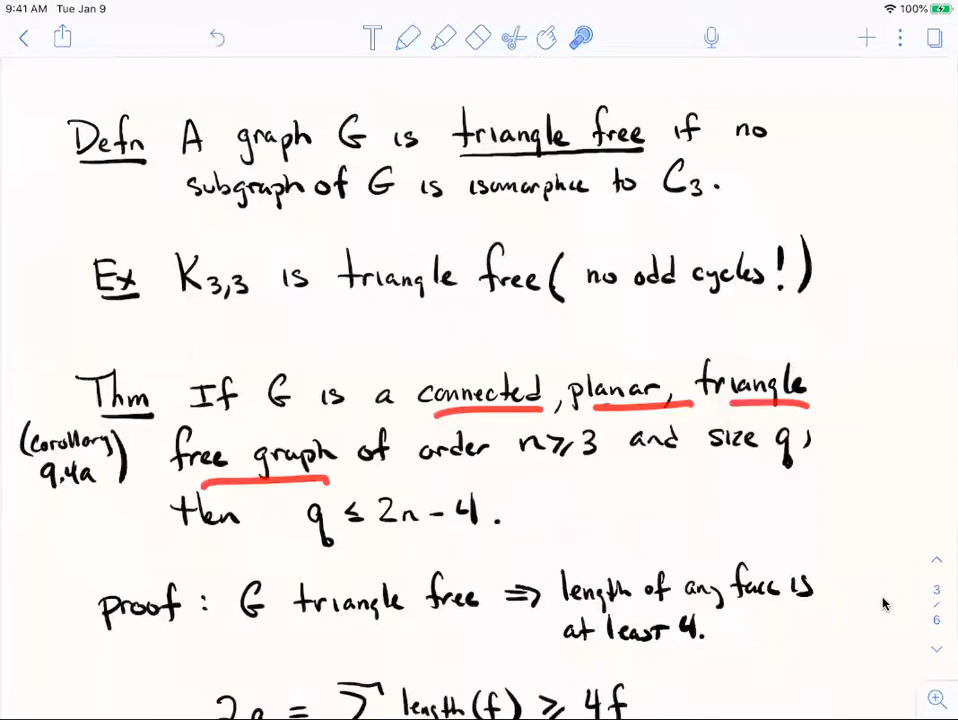 9:41 AM Tue Jan 9
100%
Defn A graph G is triangle free if no
subgraph of G is isomorphic to C₃.
Ex K₃,₃ is triangle free (no odd cycles!)
Thm If G is a connected, planar, triangle
(Corollary 9.4a) free graph of order n≥3 and size q,
then q ≤ 2n - 4.
proof: G triangle free ⇒ length of any face is
at least 4.
3
/
6
2q = Σ length(f) ≥ 4f